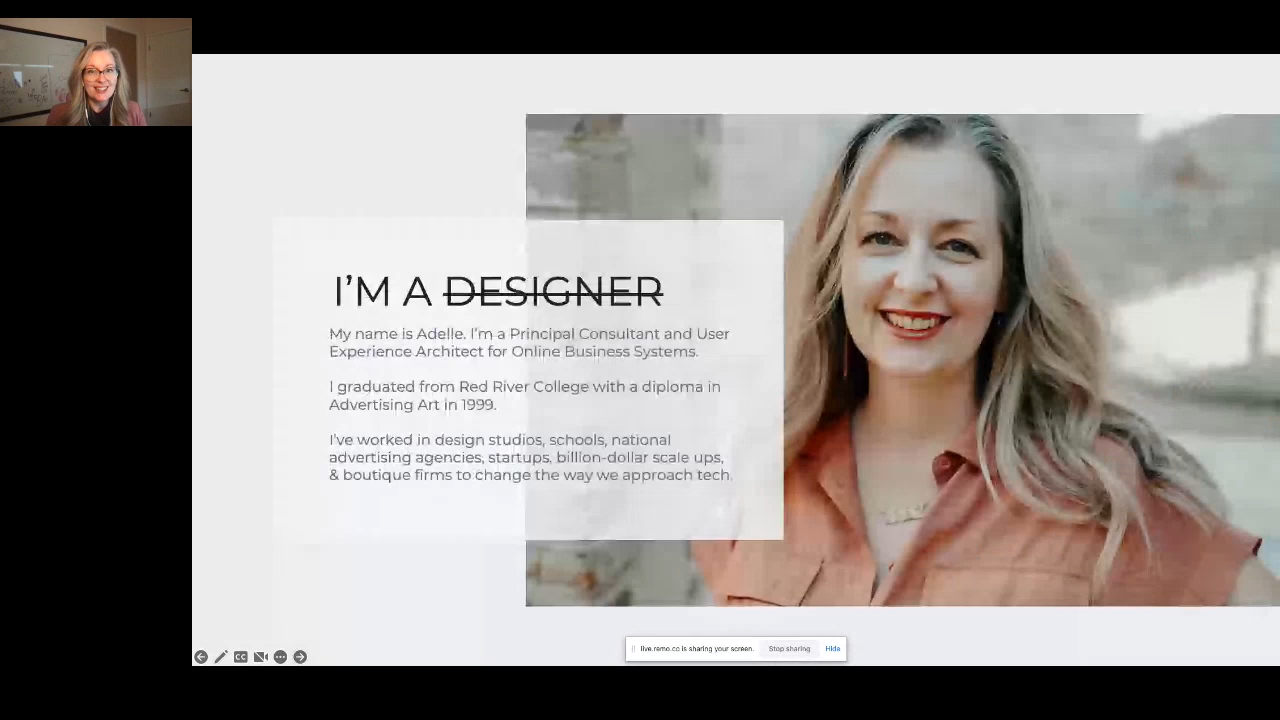 I'M A DESIGNER
My name is Adelle. I'm a Principal Consultant and User
Experience Architect for Online Business Systems.
I graduated from Red River College with a diploma in
Advertising Art in 1999.
I've worked in design studios, schools, national
advertising agencies, startups, billion-dollar scale ups,
& boutique firms to change the way we approach tech.
CC
live.remo.co is sharing your screen. Stop sharing Hide